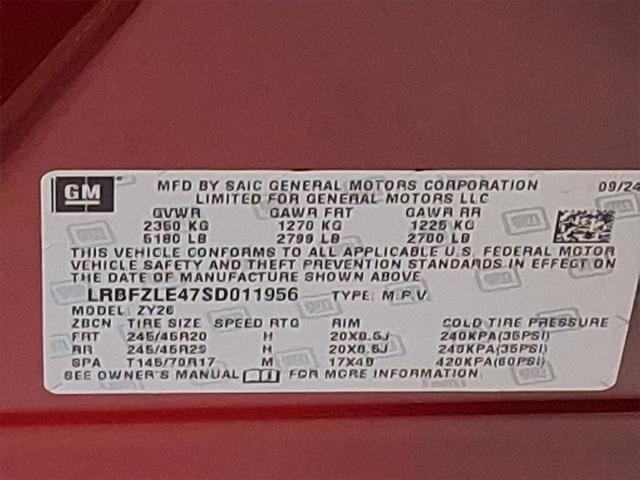 GM
MFD BY SAIC GENERAL MOTORS CORPORATION 09/24
LIMITED FOR GENERAL MOTORS LLC
GVWR GAWR FRT GAWR RR
2350 KG 1270 KG 1225 KG
5180 LB 2799 LB 2700 LB
THIS VEHICLE CONFORMS TO ALL APPLICABLE U.S. FEDERAL MOTOR
VEHICLE SAFETY AND THEFT PREVENTION STANDARDS IN EFFECT ON
THE DATE OF MANUFACTURE SHOWN ABOVE.
LRBFZLE47SD011956 TYPE: M.P.V.
MODEL: ZY26
TIRE SIZE SPEED RTG RIM COLD TIRE PRESSURE
FRT 245/45R20 H 20X8.5J 240KPA(35PSI)
RR 245/45R20 H 20X8.5J 240KPA(35PSI)
SPA T145/70R17 M 17X4B 420KPA(60PSI)
SEE OWNER'S MANUAL FOR MORE INFORMATION.